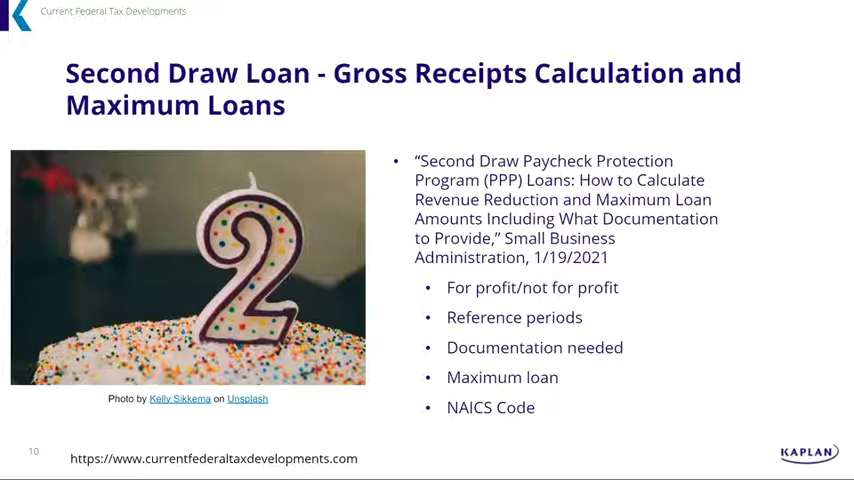 Current Federal Tax Developments
Second Draw Loan - Gross Receipts Calculation and
Maximum Loans
2
• “Second Draw Paycheck Protection
Program (PPP) Loans: How to Calculate
Revenue Reduction and Maximum Loan
Amounts Including What Documentation
to Provide,” Small Business
Administration, 1/19/2021
• For profit/not for profit
• Reference periods
• Documentation needed
• Maximum loan
• NAICS Code
Photo by Kelly Sikkema on Unsplash
10
https://www.currentfederaltaxdevelopments.com
KAPLAN